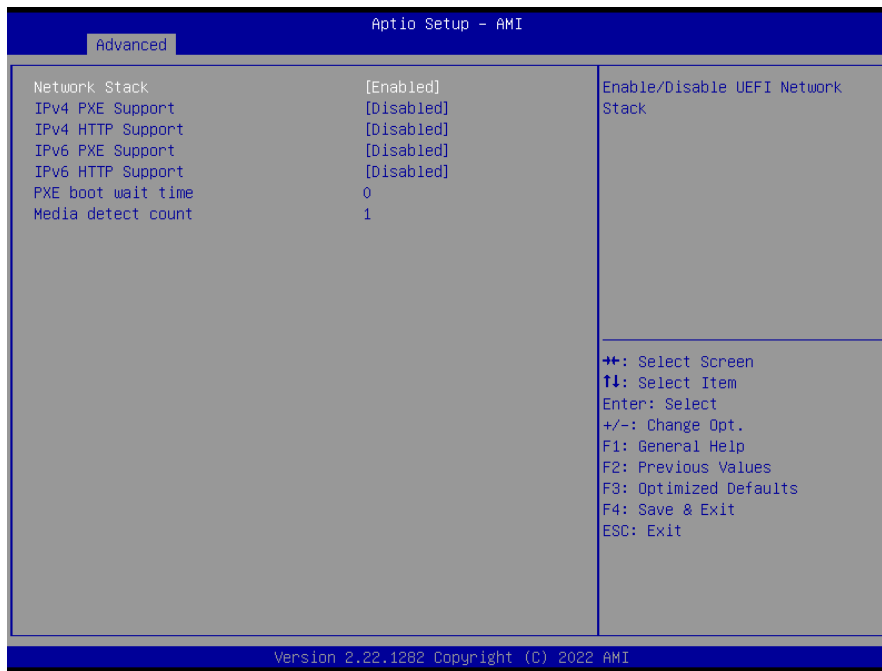 Aptio Setup – AMI
Advanced
Network Stack [Enabled]
IPv4 PXE Support [Disabled]
IPv4 HTTP Support [Disabled]
IPv6 PXE Support [Disabled]
IPv6 HTTP Support [Disabled]
PXE boot wait time 0
Media detect count 1
Enable/Disable UEFI Network
Stack
→←: Select Screen
↑↓: Select Item
Enter: Select
+/-: Change Opt.
F1: General Help
F2: Previous Values
F3: Optimized Defaults
F4: Save & Exit
ESC: Exit
Version 2.22.1282 Copyright (C) 2022 AMI